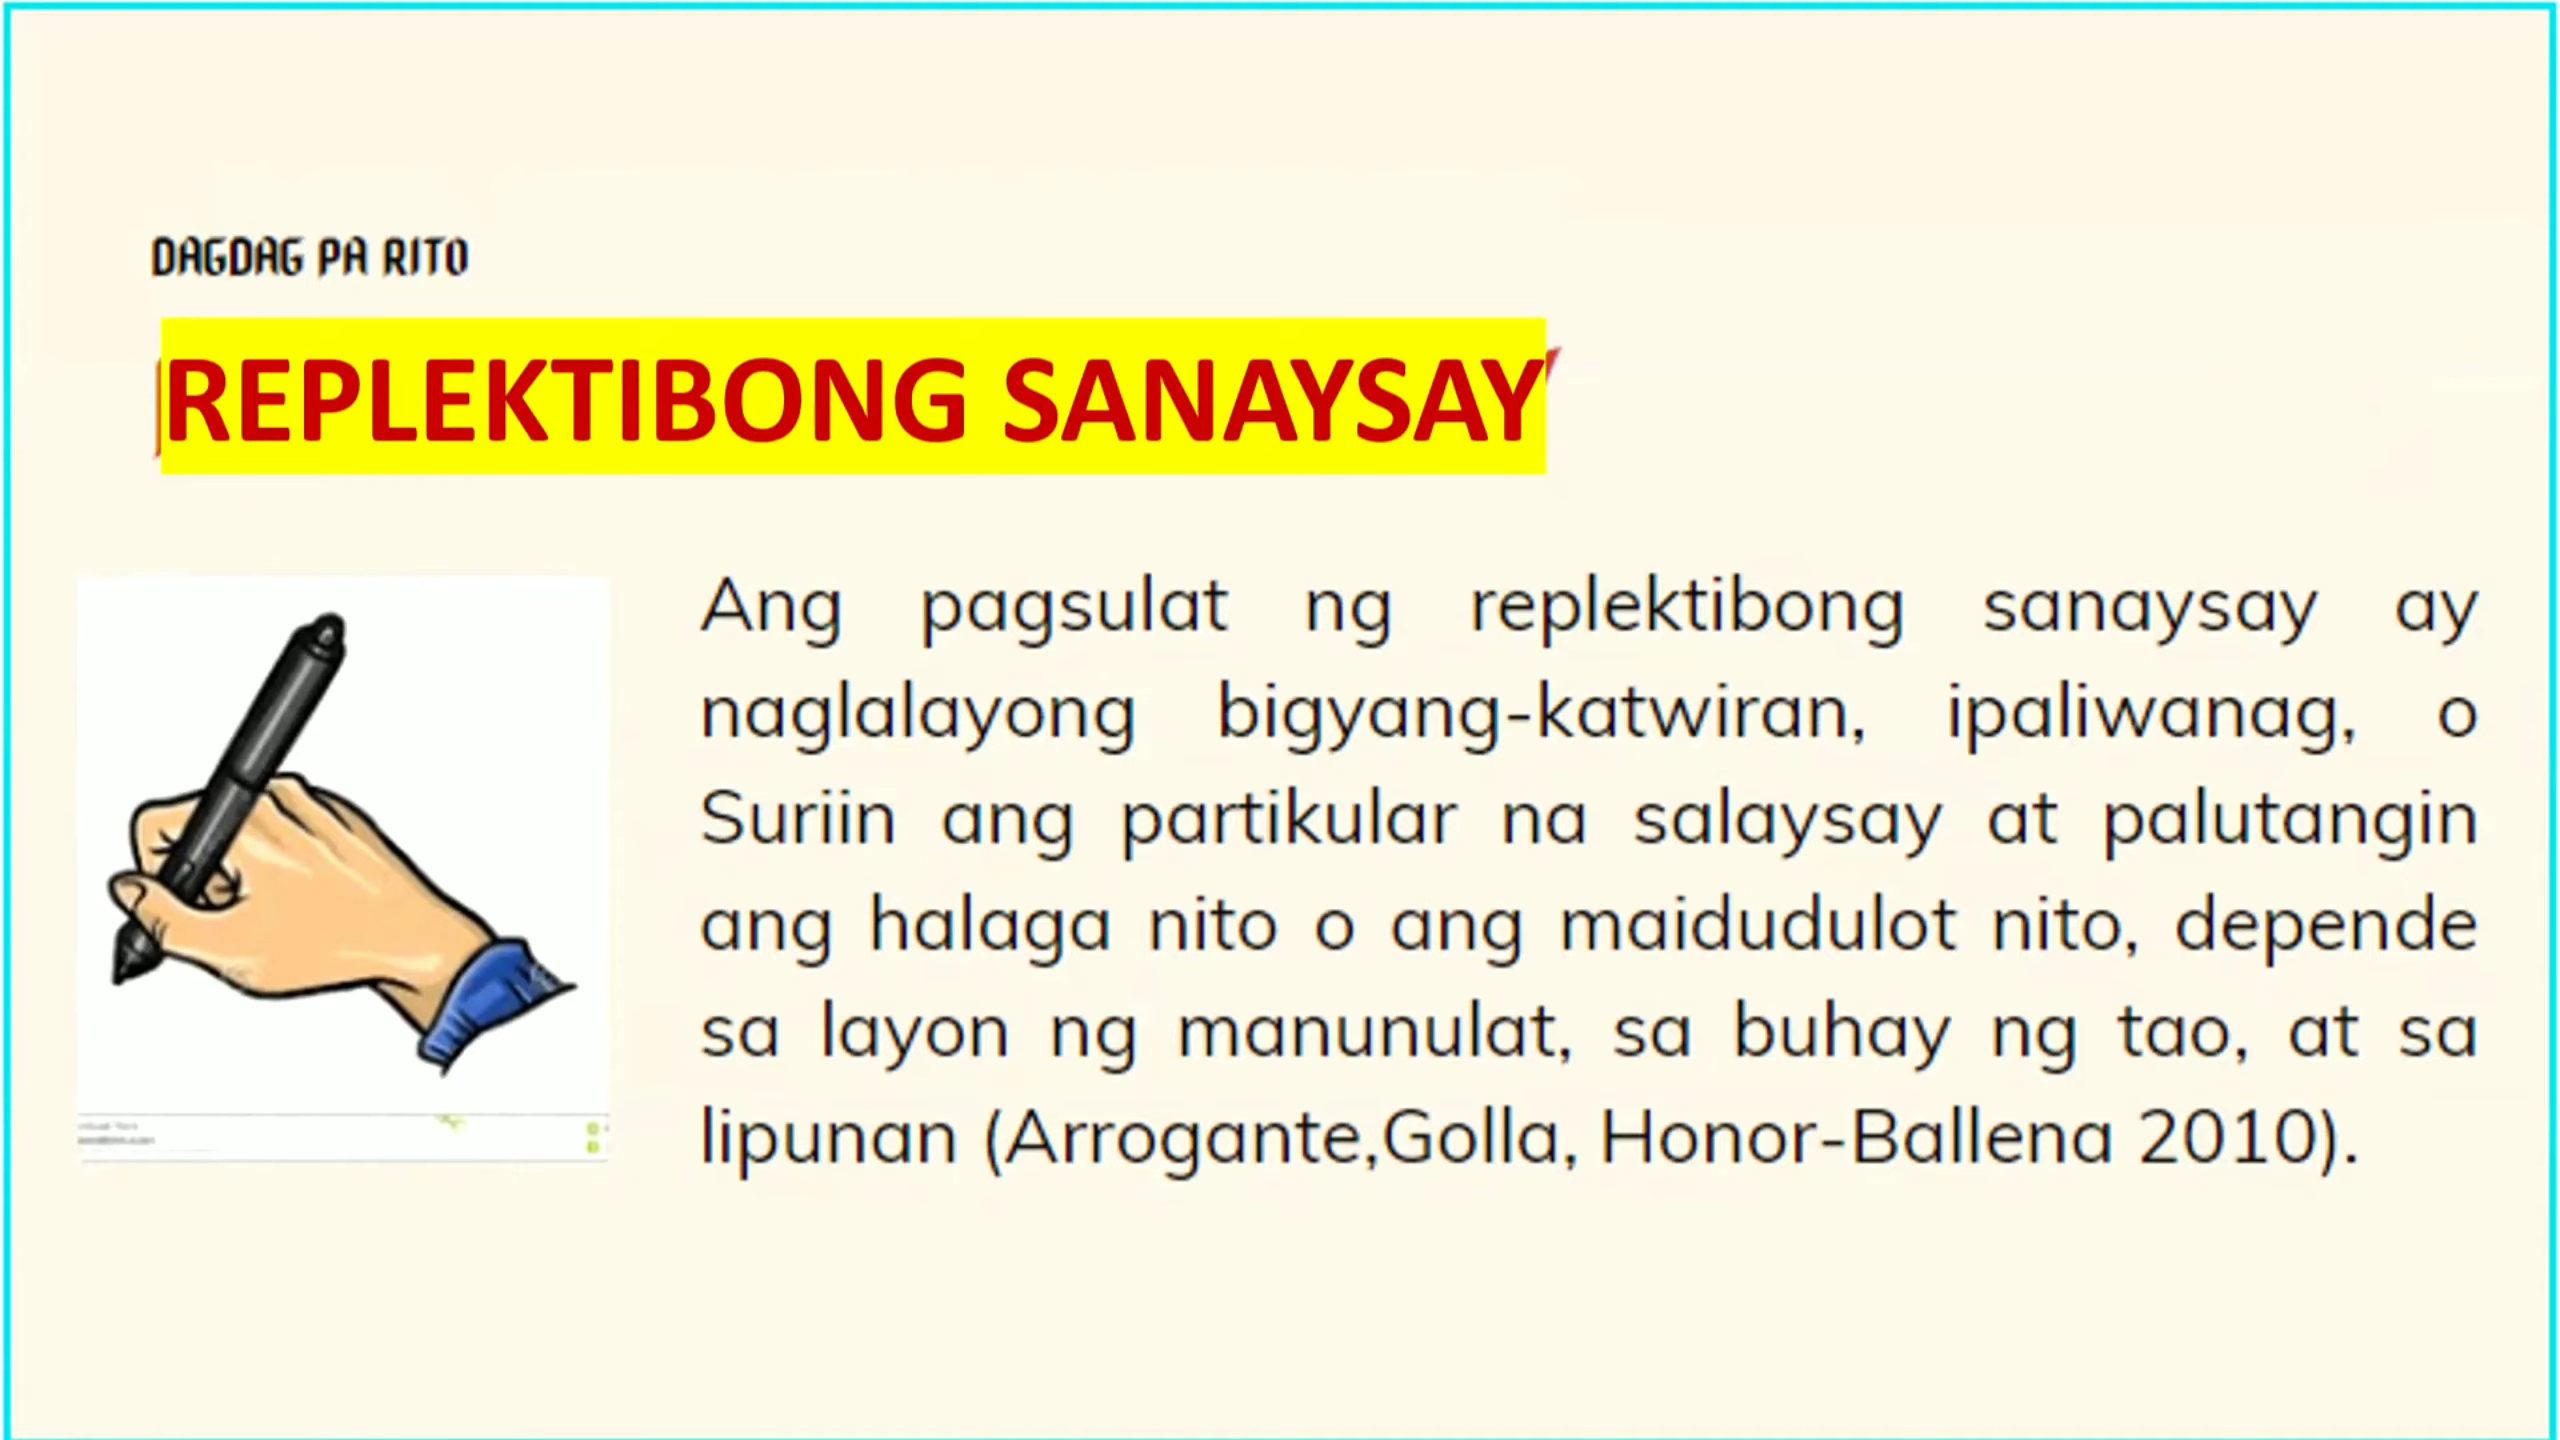 DAGDAG PA RITO
REPLEKTIBONG SANAYSAY
Ang pagsulat ng replektibong sanaysay ay
naglalayong bigyang-katwiran, ipaliwanag, o
Suriin ang partikular na salaysay at palutangin
ang halaga nito o ang maidudulot nito, depende
sa layon ng manunulat, sa buhay ng tao, at sa
lipunan (Arrogante,Golla, Honor-Ballena 2010).